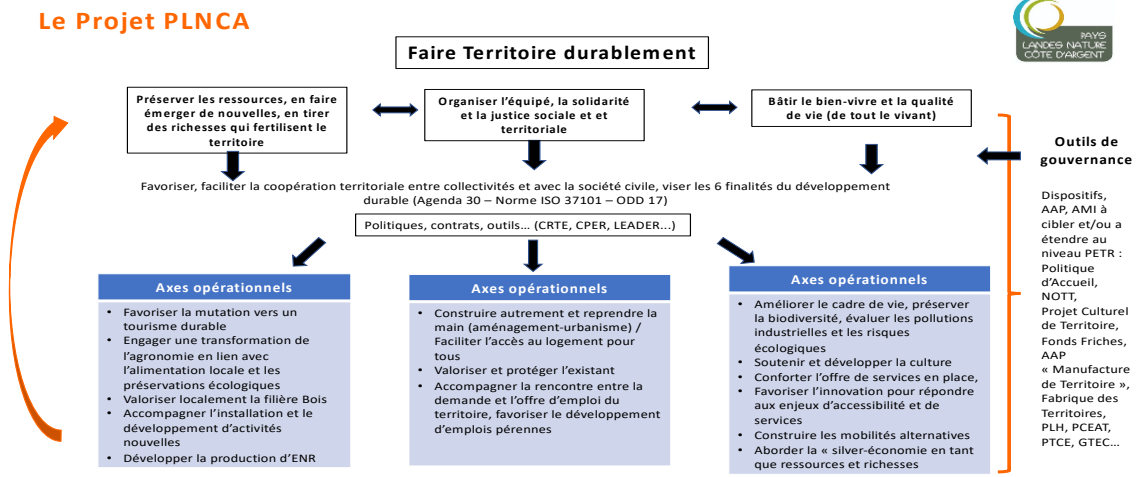 Le Projet PLNCA
PAYS
LANDES NATURE
CÔTE D'ARGENT
Faire Territoire durablement
Préserver les ressources, en faire
émerger de nouvelles, en tirer
des richesses qui fertilisent le
territoire
Organiser l'équipé, la solidarité
et la justice sociale et et
territoriale
Bâtir le bien-vivre et la qualité
de vie (de tout le vivant)
Favoriser, faciliter la coopération territoriale entre collectivités et avec la société civile, viser les 6 finalités du développement
durable (Agenda 30 – Norme ISO 37101 – ODD 17)
Politiques, contrats, outils… (CRTE, CPER, LEADER...)
Axes opérationnels
• Favoriser la mutation vers un
tourisme durable
• Engager une transformation de
l'agronomie en lien avec
l'alimentation locale et les
préservations écologiques
• Valoriser localement la filière Bois
• Accompagner l'installation et le
développement d'activités
nouvelles
• Développer la production d'ENR
Axes opérationnels
• Construire autrement et reprendre la
main (aménagement-urbanisme) /
Faciliter l'accès au logement pour
tous
• Valoriser et protéger l'existant
• Accompagner la rencontre entre la
demande et l'offre d'emploi du
territoire, favoriser le développement
d'emplois pérennes
Axes opérationnels
• Améliorer le cadre de vie, préserver
la biodiversité, évaluer les pollutions
industrielles et les risques
écologiques
• Soutenir et développer la culture
• Conforter l'offre de services en place,
• Favoriser l'innovation pour répondre
aux enjeux d'accessibilité et de
services
• Construire les mobilités alternatives
• Aborder la « silver-économie en tant
que ressources et richesses
Outils de
gouvernance
Dispositifs,
AAP, AMI à
cibler et/ou a
étendre au
niveau PETR :
Politique
d'Accueil,
NOTT,
Projet Culturel
de Territoire,
Fonds Friches,
AAP
« Manufacture
de Territoire »,
Fabrique des
Territoires,
PLH, PCEAT,
PTCE, GTEC…